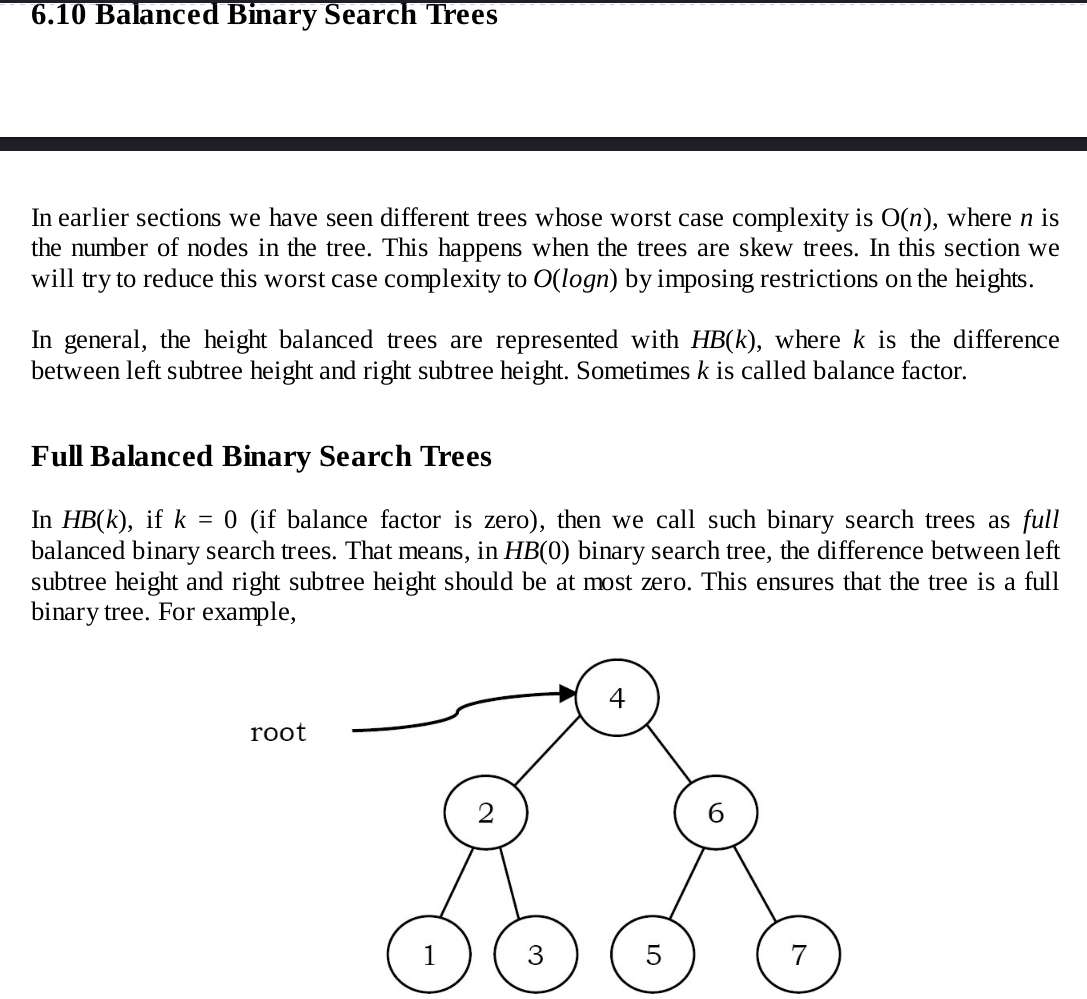 6.10 Balanced Binary Search Trees
In earlier sections we have seen different trees whose worst case complexity is O(n), where n is
the number of nodes in the tree. This happens when the trees are skew trees. In this section we
will try to reduce this worst case complexity to O(logn) by imposing restrictions on the heights.
In general, the height balanced trees are represented with HB(k), where k is the difference
between left subtree height and right subtree height. Sometimes k is called balance factor.
Full Balanced Binary Search Trees
In HB(k), if k = 0 (if balance factor is zero), then we call such binary search trees as full
balanced binary search trees. That means, in HB(0) binary search tree, the difference between left
subtree height and right subtree height should be at most zero. This ensures that the tree is a full
binary tree. For example,
4
root
2 6
1 3 5 7